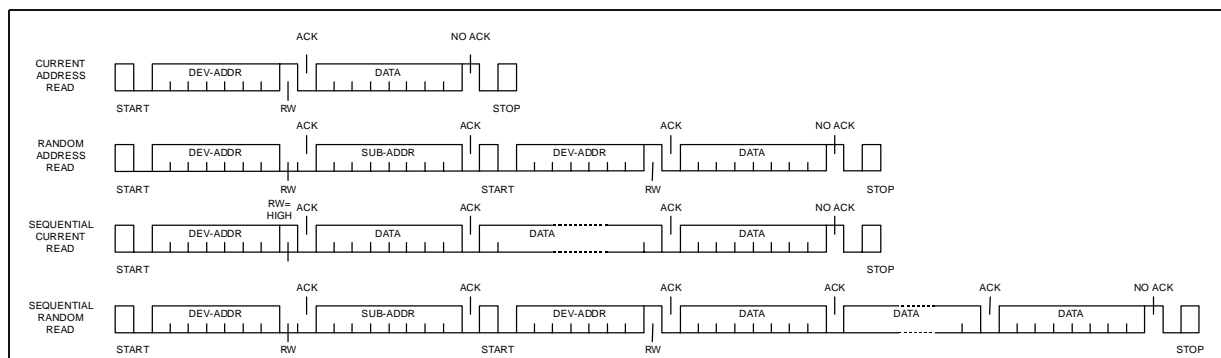 ACK NO ACK
CURRENT
ADDRESS
READ
DEV-ADDR DATA
START RW STOP
ACK ACK ACK NO ACK
RANDOM
ADDRESS
READ
DEV-ADDR SUB-ADDR DEV-ADDR DATA
START RW START RW STOP
RW=
HIGH
ACK ACK ACK NO ACK
SEQUENTIAL
CURRENT
READ
DEV-ADDR DATA DATA DATA
START STOP
ACK ACK ACK ACK ACK NO ACK
SEQUENTIAL
RANDOM
READ
DEV-ADDR SUB-ADDR DEV-ADDR DATA DATA DATA
START RW START RW STOP